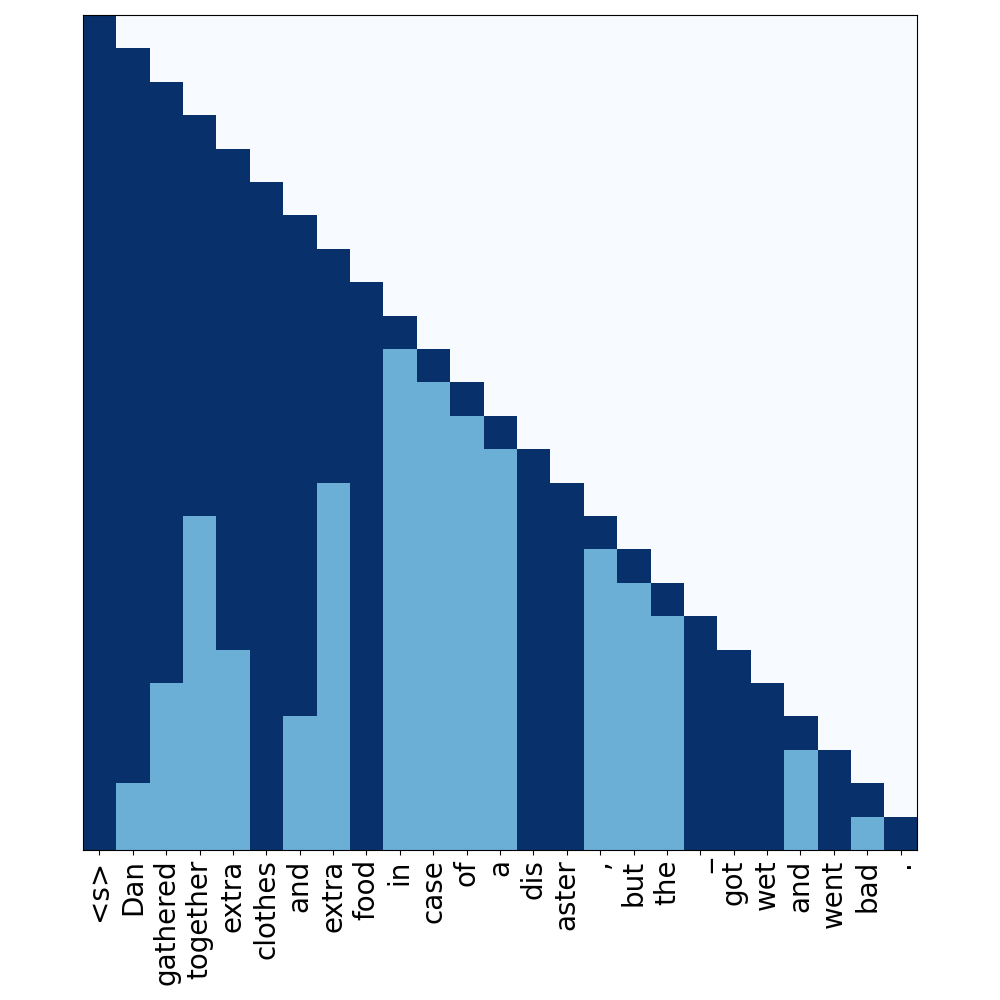 <s> Dan gathered together extra clothes and extra food in case of a dis aster , but the _ got wet and went bad .